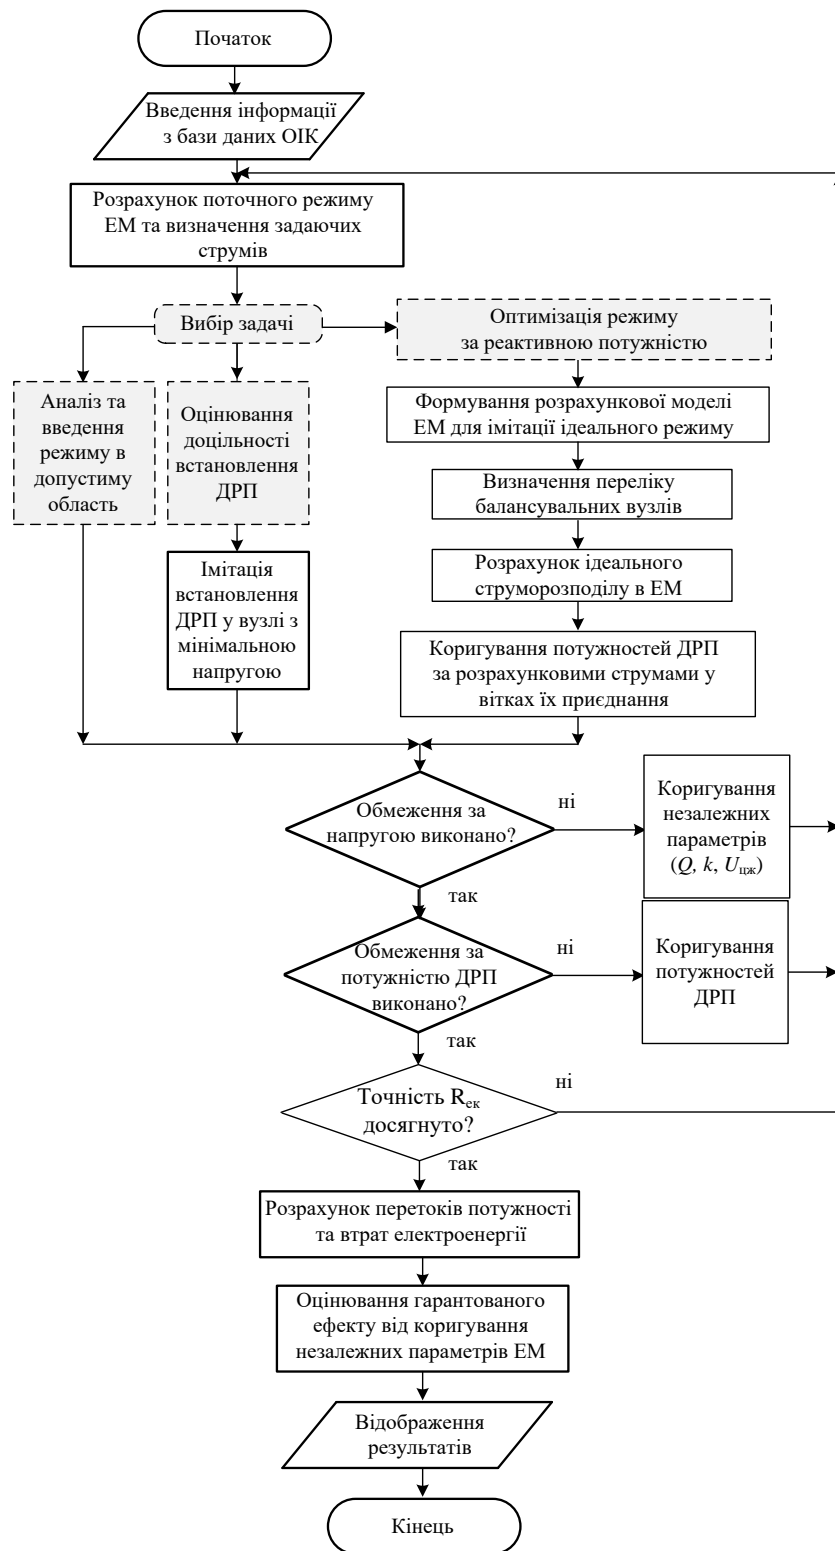 Початок
Введення інформації
з бази даних ОІК
Розрахунок поточного режиму
ЕМ та визначення задаючих
струмів
Вибір задачі
Оптимізація режиму
за реактивною потужністю
Аналіз та
введення
режиму в
допустиму
область
Оцінювання
доцільності
встановлення
ДРП
Формування розрахункової моделі
ЕМ для імітації ідеального режиму
Визначення переліку
балансувальних вузлів
Імітація
встановлення
ДРП у вузлі з
мінімальною
напругою
Розрахунок ідеального
струморозподілу в ЕМ
Коригування потужностей ДРП
за розрахунковими струмами у
вітках їх приєднання
Обмеження за
напругою виконано?
ні
Коригування
незалежних
параметрів
(Q, k, Uцж)
так
Обмеження за
потужністю ДРП
виконано?
ні
Коригування
потужностей
ДРП
так
Точність Rек
досягнуто?
ні
так
Розрахунок перетоків потужності
та втрат електроенергії
Оцінювання гарантованого
ефекту від коригування
незалежних параметрів ЕМ
Відображення
результатів
Кінець